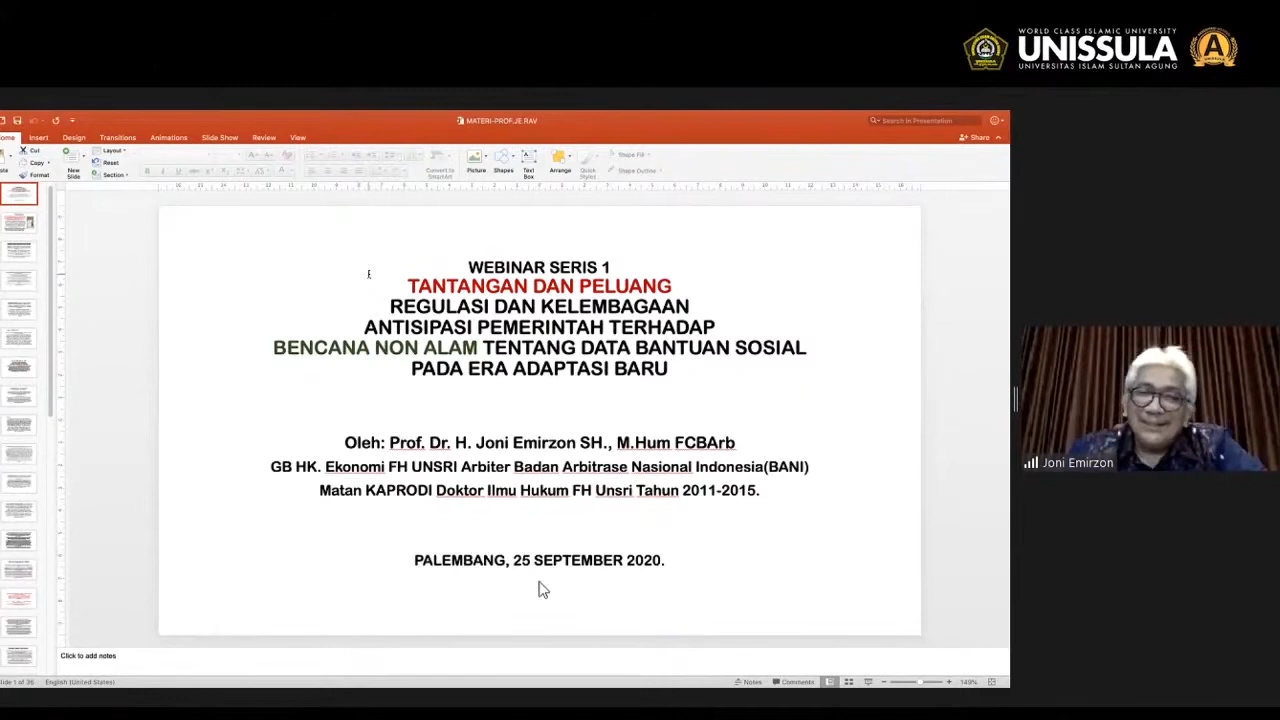 WORLD CLASS ISLAMIC UNIVERSITY
UNISSULA
UNIVERSITAS ISLAM SULTAN AGUNG
MATERI-PROF.JE RAV
Search in Presentation
Home Insert Design Transitions Animations Slide Show Review View
Share
Cut
Copy
Format
New Slide
Layout
Reset
Section
Convert to SmartArt
Picture
Shapes
Text Box
Arrange
Quick Styles
Shape Fill
Shape Outline
WEBINAR SERIS 1
TANTANGAN DAN PELUANG
REGULASI DAN KELEMBAGAAN
ANTISIPASI PEMERINTAH TERHADAP
BENCANA NON ALAM TENTANG DATA BANTUAN SOSIAL
PADA ERA ADAPTASI BARU
Oleh: Prof. Dr. H. Joni Emirzon SH., M.Hum FCBArb
GB HK. Ekonomi FH UNSRI Arbiter Badan Arbitrase Nasional Indonesia(BANI)
Matan KAPRODI Doktor Ilmu Hukum FH Unsri Tahun 2011-2015.
PALEMBANG, 25 SEPTEMBER 2020.
Joni Emirzon
Click to add notes
lide 1 of 36 English (United States)
Notes Comments 149%